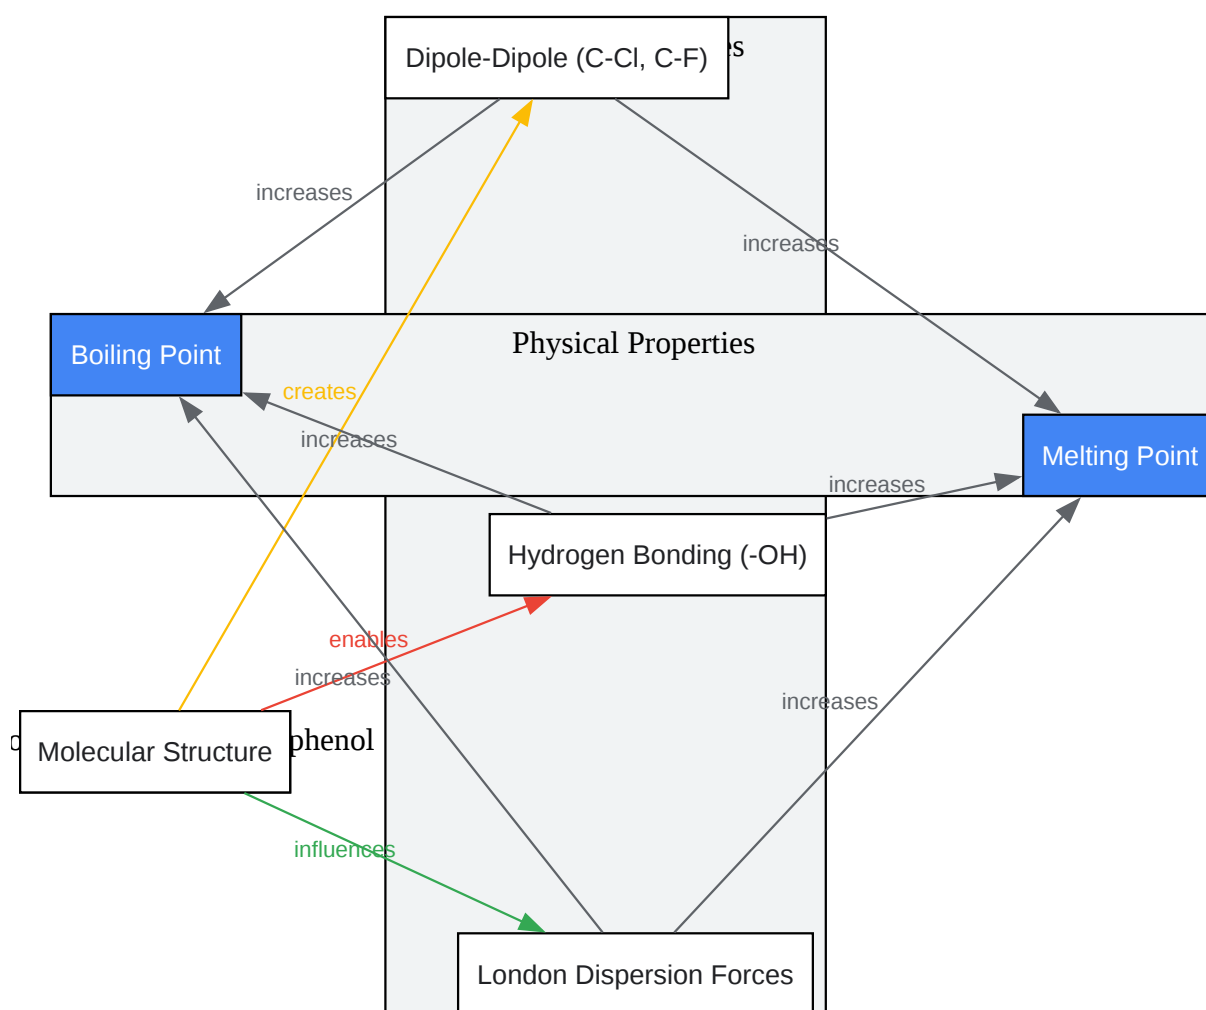 Dipole-Dipole (C-Cl, C-F)
increases
increases
Physical Properties
Boiling Point
creates
increases
Melting Point
increases
Hydrogen Bonding (-OH)
enables
increases
increases
Molecular Structure
phenol
influences
London Dispersion Forces